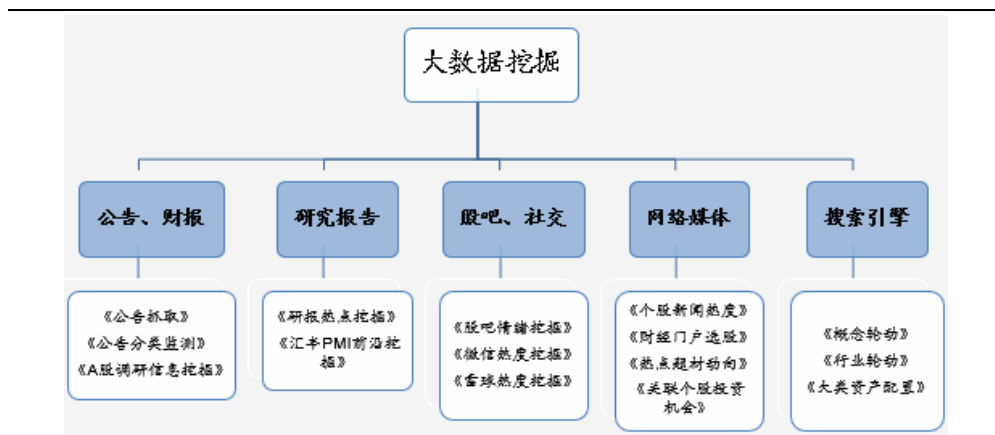 大数据挖掘
公告、财报
研究报告
股吧、社交
网络媒体
搜索引擎
《公告抓取》
《公告分类监测》
《A股调研信息挖掘》
《研报热点挖掘》
《汇丰PMI前沿挖
掘》
《股吧情绪挖掘》
《微信热度挖掘》
《雪球热度挖掘》
《个股新闻热度》
《财经门户选股》
《热点题材动向》
《关联个股投资
机会》
《概念轮动》
《行业轮动》
《大类资产配置》